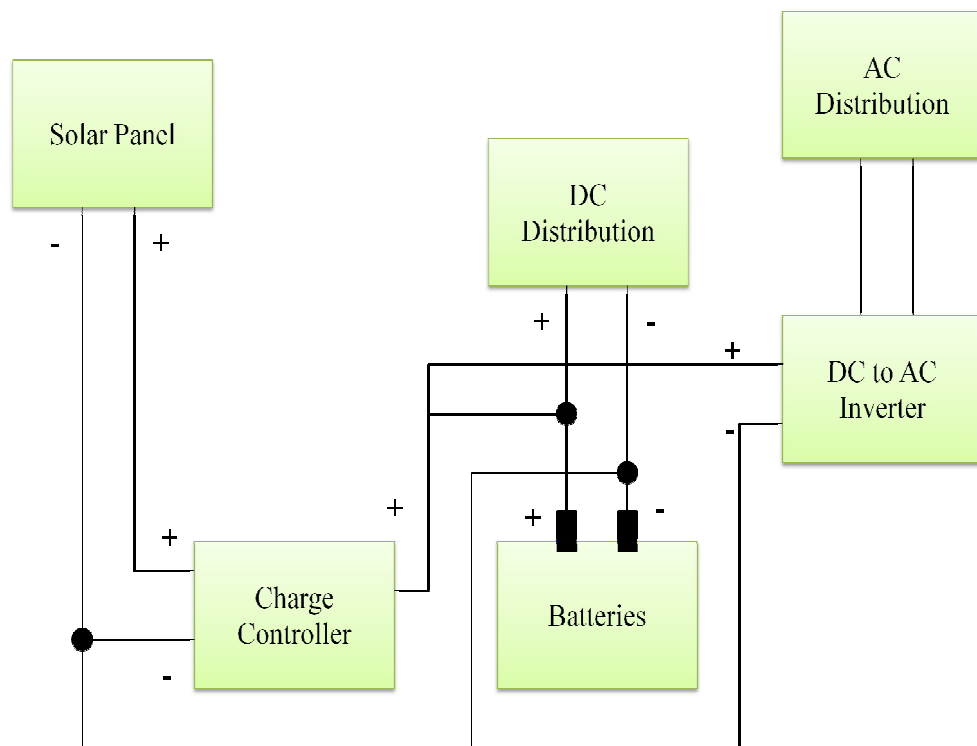 AC
Distribution
Solar Panel
DC
Distribution
-
+
+
-
+
DC to AC
Inverter
-
+
+
-
+
Charge
Controller
Batteries
-